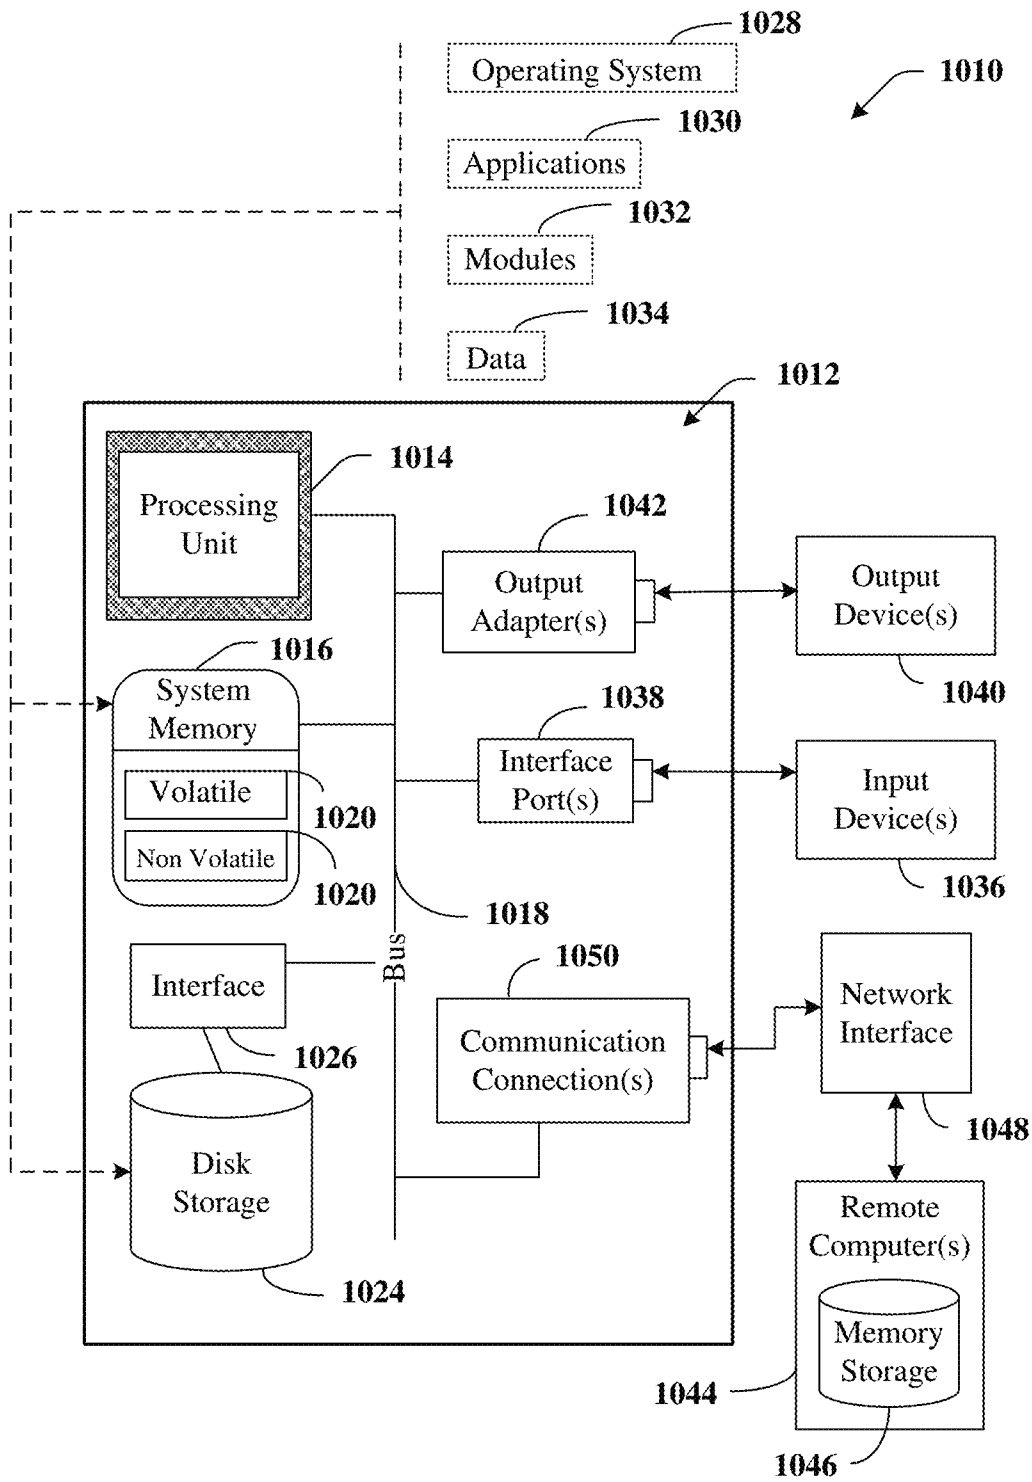 1028
Operating System
1010
1030
Applications
1032
Modules
1034
Data
1012
1014
Processing
Unit
1042
Output
Adapter(s)
Output
Device(s)
1040
1016
System
Memory
Volatile
1020
Non Volatile
1020
1038
Interface
Port(s)
Input
Device(s)
1036
1018
Bus
Interface
1026
1050
Communication
Connection(s)
Network
Interface
1048
Disk
Storage
1024
Remote
Computer(s)
Memory
Storage
1044
1046